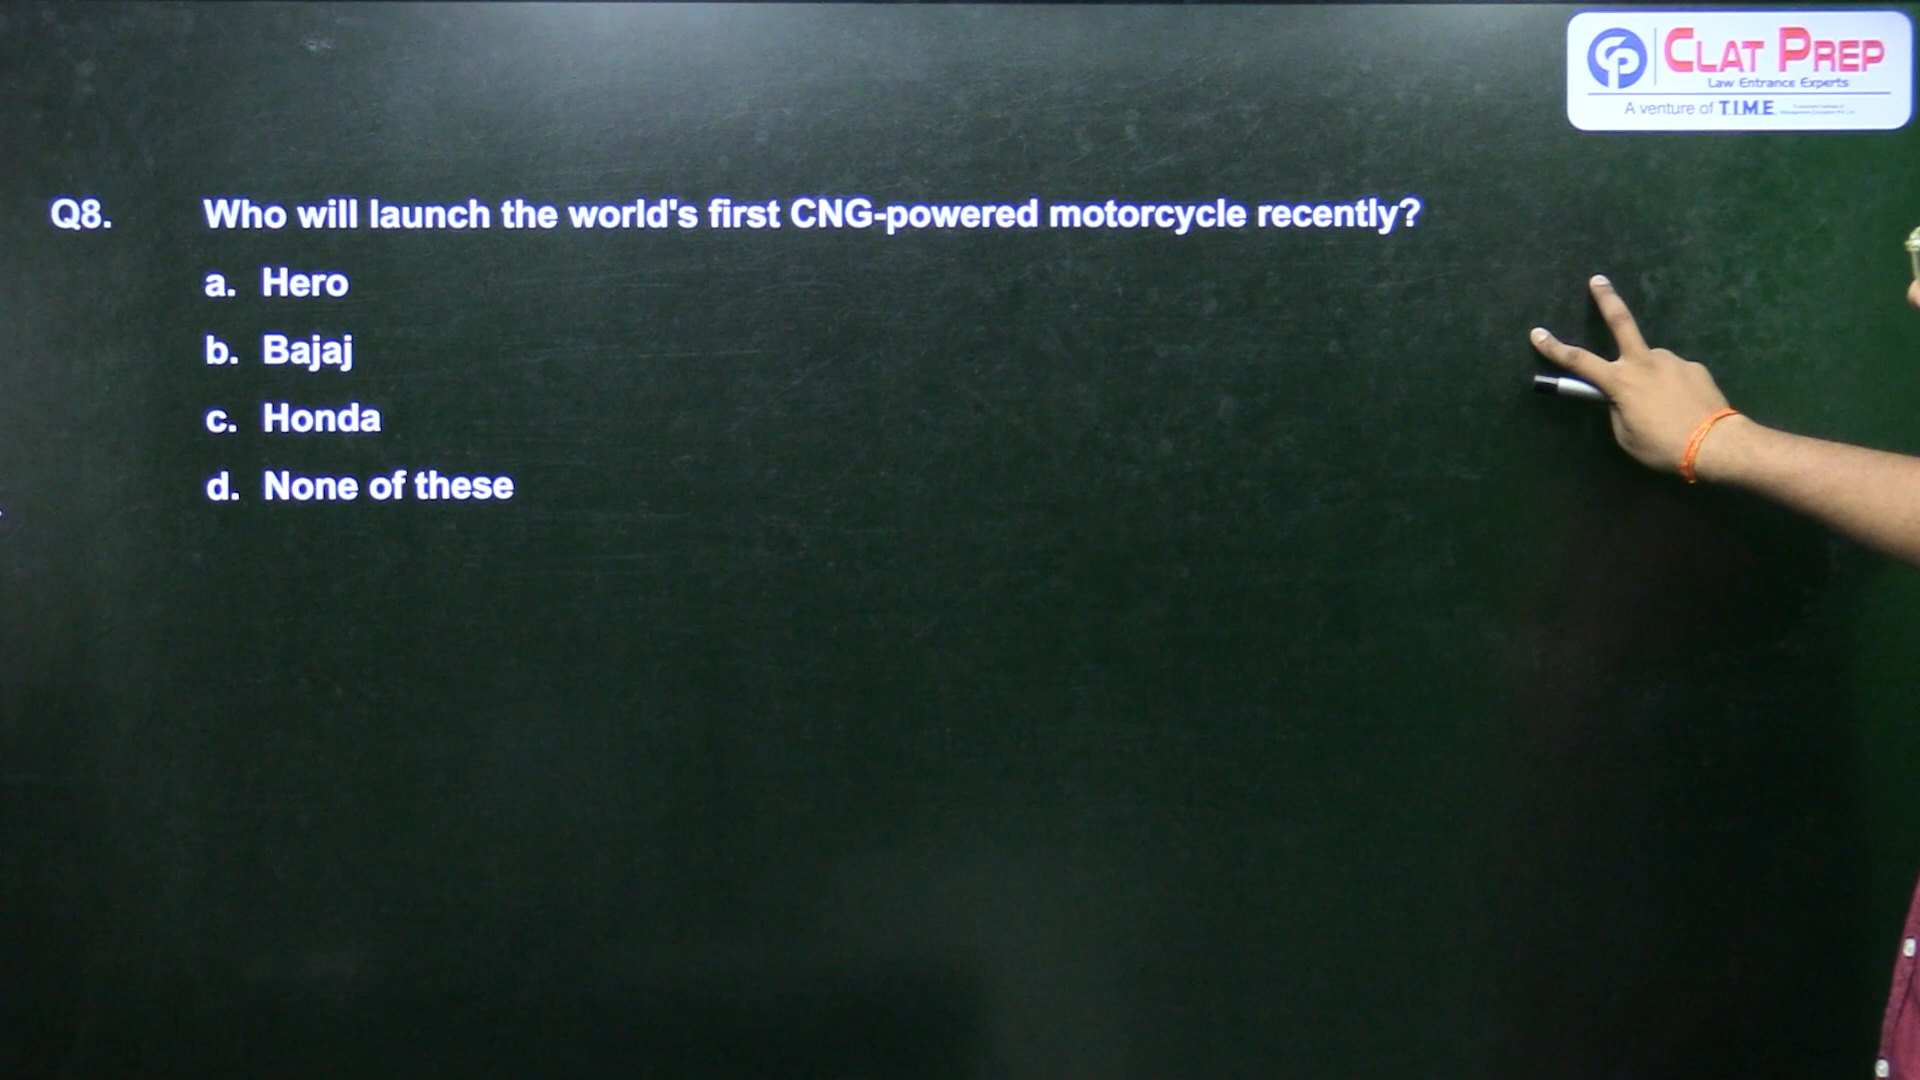 CLAT PREP
Law Entrance Experts
A venture of T.I.M.E.
Q8. Who will launch the world's first CNG-powered motorcycle recently?
a. Hero
b. Bajaj
c. Honda
d. None of these